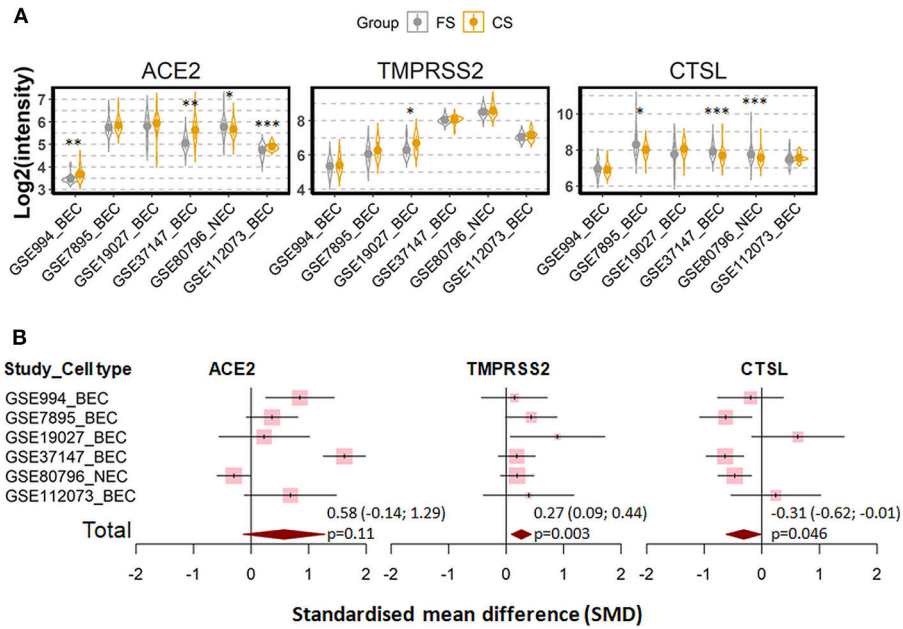 A
Group FS CS
ACE2 TMPRSS2 CTSL
Log2(intensity)
7
6
5
4
3
** ** * ***
8
6
4
*
10
8
6
* *** ***
GSE994_BEC GSE7895_BEC GSE19027_BEC GSE37147_BEC GSE80796_NEC GSE112073_BEC
GSE994_BEC GSE7895_BEC GSE19027_BEC GSE37147_BEC GSE80796_NEC GSE112073_BEC
GSE994_BEC GSE7895_BEC GSE19027_BEC GSE37147_BEC GSE80796_NEC GSE112073_BEC
B
Study_Cell type ACE2 TMPRSS2 CTSL
GSE994_BEC
GSE7895_BEC
GSE19027_BEC
GSE37147_BEC
GSE80796_NEC
GSE112073_BEC
0.58 (-0.14; 1.29) 0.27 (0.09; 0.44) -0.31 (-0.62; -0.01)
Total p=0.11 p=0.003 p=0.046
-2 -1 0 1 2 -2 -1 0 1 2 -2 -1 0 1 2
Standardised mean difference (SMD)